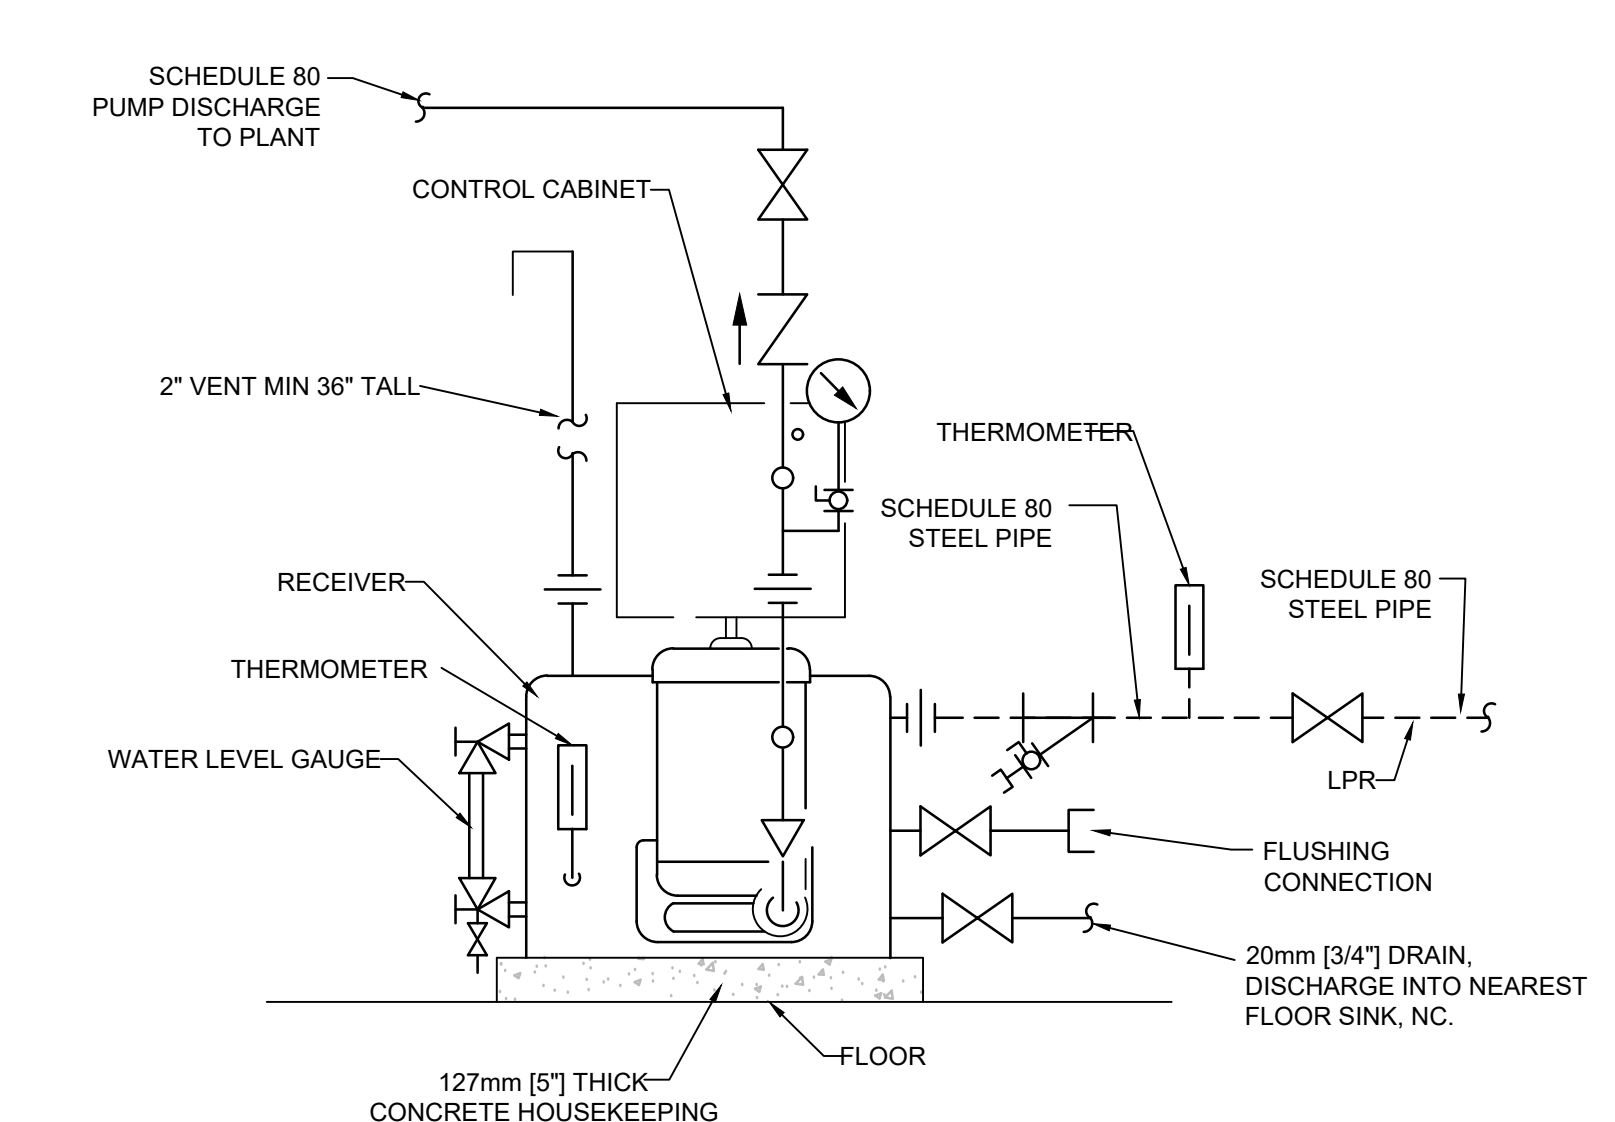 SCHEDULE 80
PUMP DISCHARGE
TO PLANT
CONTROL CABINET
2" VENT MIN 36" TALL
THERMOMETER
SCHEDULE 80
STEEL PIPE
SCHEDULE 80
STEEL PIPE
RECEIVER
THERMOMETER
WATER LEVEL GAUGE
LPR
FLUSHING
CONNECTION
20mm [3/4"] DRAIN,
DISCHARGE INTO NEAREST
FLOOR SINK, NC.
FLOOR
127mm [5"] THICK
CONCRETE HOUSEKEEPING